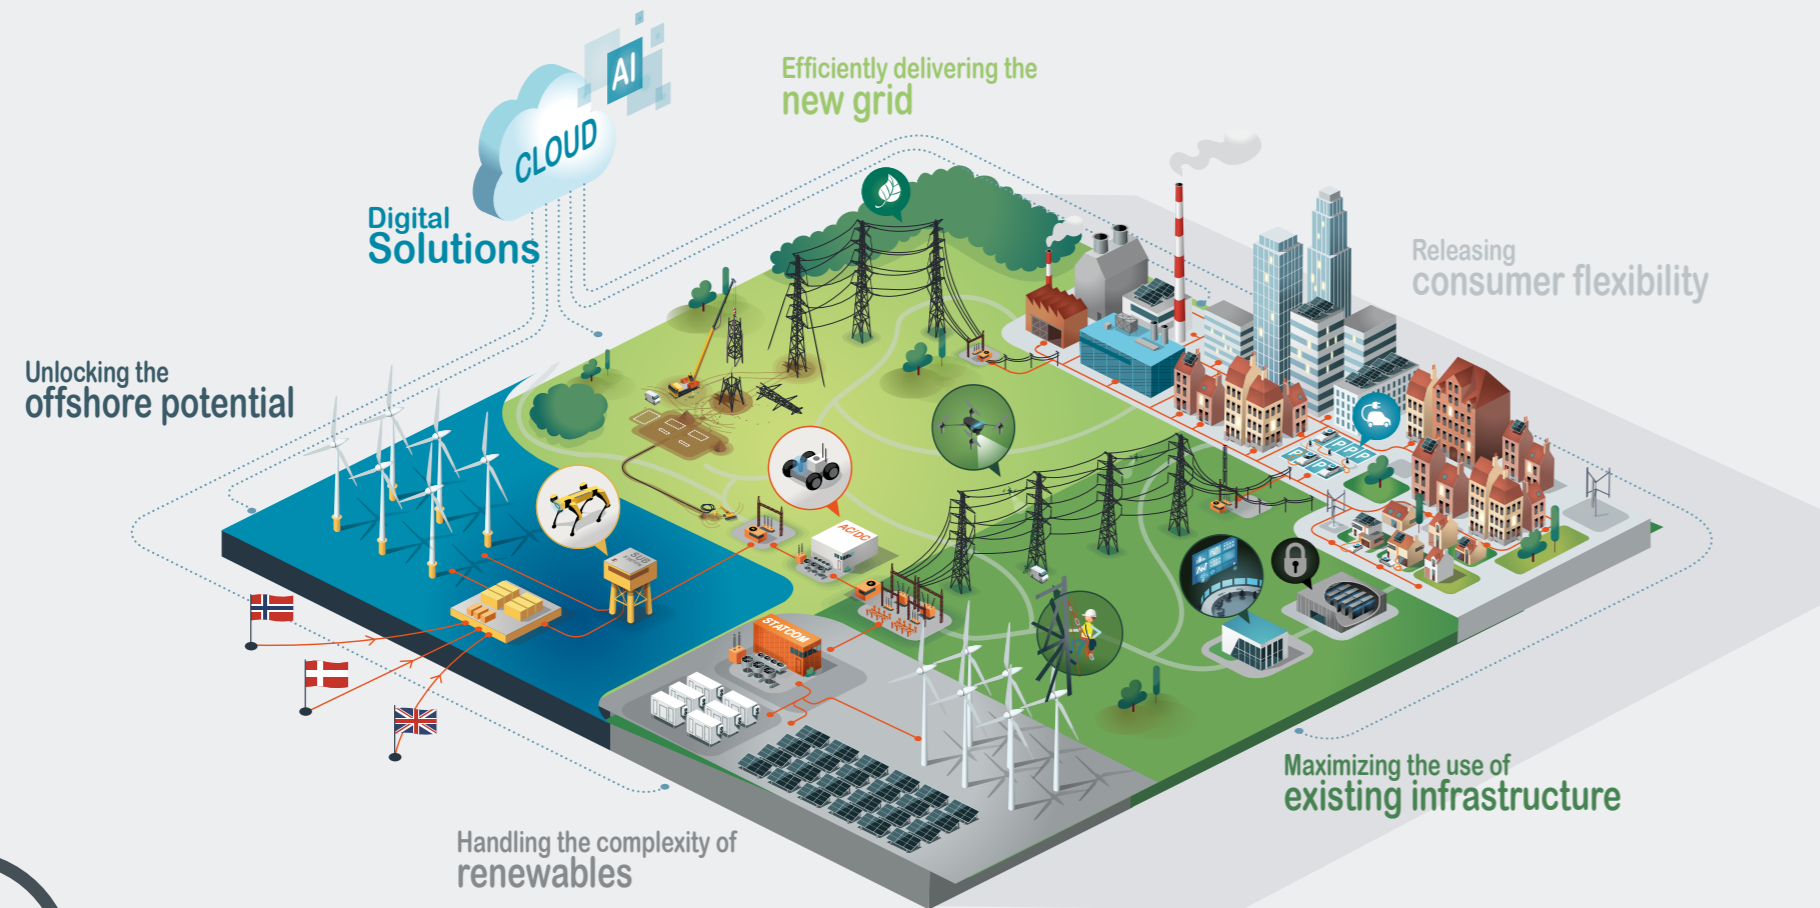 AI
CLOUD
Efficiently delivering the
new grid
Digital
Solutions
Releasing
consumer flexibility
Unlocking the
offshore potential
AC/DC
SUB
STATCOM
P P P
P P P
Maximizing the use of
existing infrastructure
Handling the complexity of
renewables